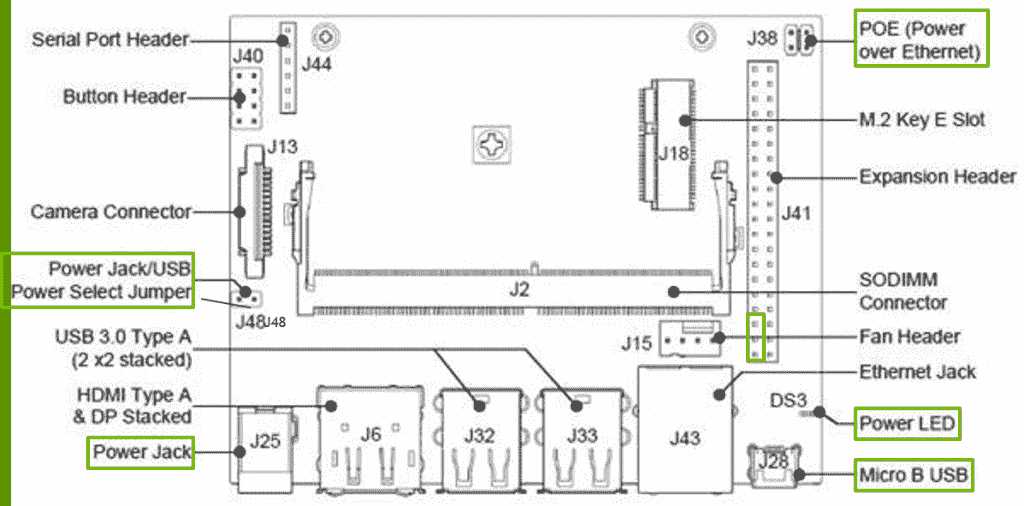 Serial Port Header
J44
J40
Button Header
J13
Camera Connector
Power Jack/USB
Power Select Jumper
J48
J48
USB 3.0 Type A
(2 x2 stacked)
HDMI Type A
& DP Stacked
Power Jack
J25
J6
J32
J33
J43
J28
J2
J15
J18
J38
J41
DS3
POE (Power
over Ethernet)
M.2 Key E Slot
Expansion Header
SODIMM
Connector
Fan Header
Ethernet Jack
Power LED
Micro B USB